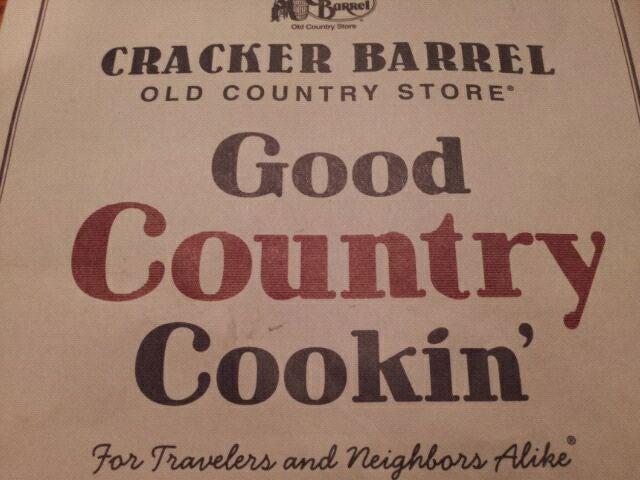 Barrel
Old Country Store
CRACKER BARREL
OLD COUNTRY STORE®
Good
Country
Cookin'
For Travelers and Neighbors Alike®